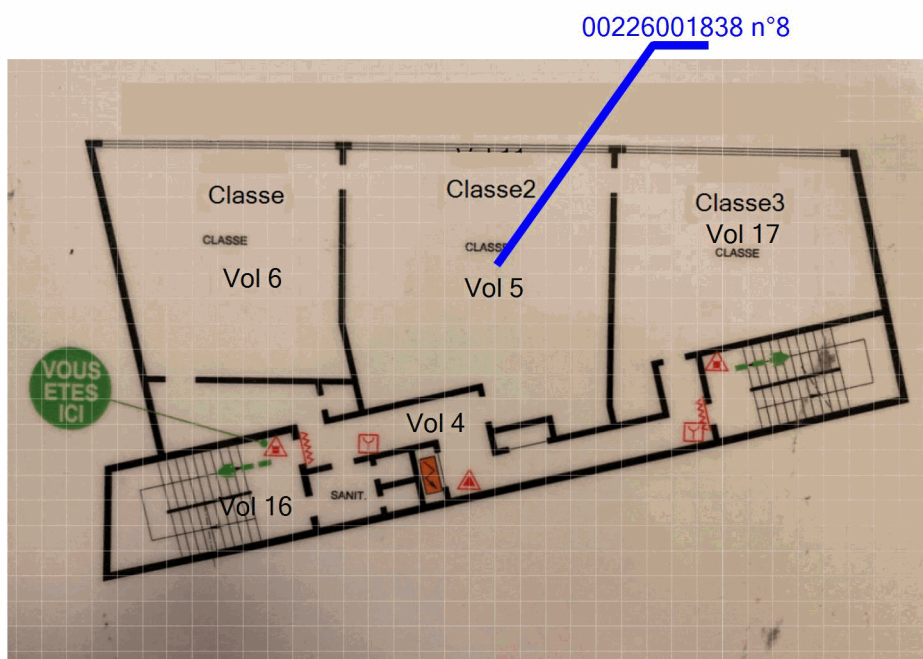 00226001838 n°8
Classe
Classe2
Classe3
CLASSE
CLASSE
Vol 17
CLASSE
Vol 6
Vol 5
VOUS
ETES
ICI
Vol 4
SANIT.
Vol 16